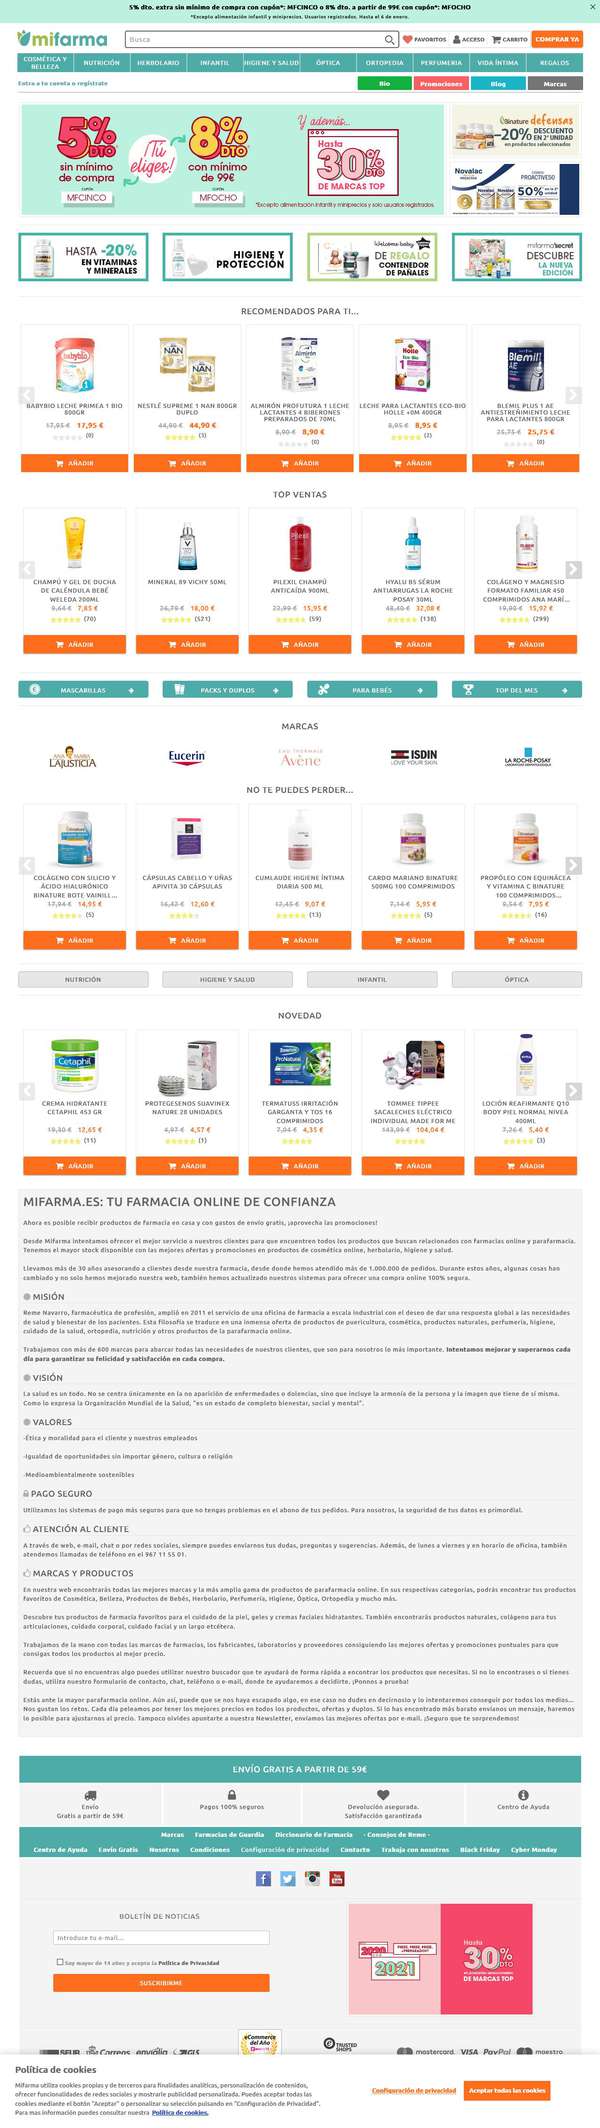 5% dto. extra sin mínimo de compra con cupón*: MFCINCO o 8% dto. a partir de 99€ con cupón*: MFOCHO
*Excepto alimentación infantil y miniprecios. Usuarios registrados. Hasta el 6 de enero.
mifarma
Busca
FAVORITOS
ACCESO
CARRITO
COMPRAR YA
COSMÉTICA Y BELLEZA
NUTRICIÓN
HERBOLARIO
INFANTIL
HIGIENE Y SALUD
ÓPTICA
ORTOPEDIA
PERFUMERIA
VIDA ÍNTIMA
REGALOS
Entra a tu cuenta o regístrate
Bio
Promociones
Blog
Marcas
5% DTO
sin mínimo de compra
CUPÓN
MFCINCO
¡Tú eliges!
8% DTO
con mínimo de 99€
CUPÓN
MFOCHO
Y además...
Hasta
30% DTO
DE MARCAS TOP
*Excepto alimentación infantil y miniprecios y solo usuarios registrados.
Binature defensas
-20% DESCUENTO EN 2ª UNIDAD
en productos seleccionados
Novalac
PROACTIVESO
50%
HASTA -20%
EN VITAMINAS Y MINERALES
HIGIENE Y PROTECCIÓN
Welcome baby
DE REGALO
CONTENEDOR DE PAÑALES
mifarma'secret
DESCUBRE
LA NUEVA EDICIÓN
RECOMENDADOS PARA TI...
BABYBIO LECHE PRIMEA 1 BIO 800GR
17,95 € 17,95 €
(0)
AÑADIR
NESTLÉ SUPREME 1 NAN 800GR DUPLO
44,90 € 44,90 €
(3)
AÑADIR
ALMIRÓN PROFUTURA 1 LECHE LACTANTES 4 BIBERONES PREPARADOS DE 70ML
8,90 € 8,90 €
(0)
AÑADIR
LECHE PARA LACTANTES ECO-BIO HOLLE +0M 400GR
8,95 € 8,95 €
(2)
AÑADIR
BLEMIL PLUS 1 AE ANTIESTREÑIMIENTO LECHE PARA LACTANTES 800GR
25,75 € 25,75 €
(0)
AÑADIR
TOP VENTAS
CHAMPÚ Y GEL DE DUCHA DE CALÉNDULA BEBÉ WELEDA 200ML
9,64 € 7,85 €
(70)
AÑADIR
MINERAL 89 VICHY 50ML
26,79 € 18,00 €
(521)
AÑADIR
PILEXIL CHAMPÚ ANTICAÍDA 900ML
22,99 € 15,95 €
(59)
AÑADIR
HYALU B5 SÉRUM ANTIARRUGAS LA ROCHE POSAY 30ML
48,40 € 32,08 €
(138)
AÑADIR
COLÁGENO Y MAGNESIO FORMATO FAMILIAR 450 COMPRIMIDOS ANA MARÍ...
19,90 € 15,92 €
(299)
AÑADIR
MASCARILLAS
PACKS Y DUPLOS
PARA BEBÉS
TOP DEL MES
MARCAS
ANA MARIA LAJUSTICIA
Eucerin
EAU THERMALE Avène
ISDIN
LOVE YOUR SKIN
LA ROCHE-POSAY
LABORATOIRE DERMATOLOGIQUE
NO TE PUEDES PERDER...
COLÁGENO CON SILICIO Y ÁCIDO HIALURÓNICO BINATURE BOTE VAINILL...
17,94 € 14,95 €
(5)
AÑADIR
CÁPSULAS CABELLO Y UÑAS APIVITA 30 CÁPSULAS
16,42 € 12,60 €
AÑADIR
CUMLAUDE HIGIENE ÍNTIMA DIARIA 500 ML
12,45 € 9,07 €
(13)
AÑADIR
CARDO MARIANO BINATURE 500MG 100 COMPRIMIDOS
7,14 € 5,95 €
(5)
AÑADIR
PROPÓLEO CON EQUINÁCEA Y VITAMINA C BINATURE 100 COMPRIMIDOS...
9,54 € 7,95 €
(16)
AÑADIR
NUTRICIÓN
HIGIENE Y SALUD
INFANTIL
ÓPTICA
NOVEDAD
CREMA HIDRATANTE CETAPHIL 453 GR
19,30 € 12,65 €
(11)
AÑADIR
PROTEGESENOS SUAVINEX NATURE 28 UNIDADES
6,97 € 4,57 €
(1)
AÑADIR
TERMATUSS IRRITACIÓN GARGANTA Y TOS 16 COMPRIMIDOS
7,04 € 4,35 €
AÑADIR
TOMMEE TIPPEE SACALECHES ELÉCTRICO INDIVIDUAL MADE FOR ME
143,99 € 104,04 €
AÑADIR
LOCIÓN REAFIRMANTE Q10 BODY PIEL NORMAL NIVEA 400ML
7,26 € 5,40 €
(3)
AÑADIR
MIFARMA.ES: TU FARMACIA ONLINE DE CONFIANZA
Ahora es posible recibir productos de farmacia en casa y con gastos de envío gratis, ¡aprovecha las promociones!
Desde Mifarma intentamos ofrecer el mejor servicio a nuestros clientes para que encuentren todos los productos que buscan relacionados con farmacias online y parafarmacia.
Tenemos el mayor stock disponible con las mejores ofertas y promociones en productos de cosmética online, herbolario, higiene y salud.
Llevamos más de 30 años asesorando a clientes desde nuestra farmacia, desde donde hemos atendido más de 1.000.000 de pedidos. Durante estos años, algunas cosas han
cambiado y no solo hemos mejorado nuestra web, también hemos actualizado nuestros sistemas para ofrecer una compra online 100% segura.
MISIÓN
Reme Navarro, farmacéutica de profesión, amplió en 2011 el servicio de una oficina de farmacia a escala industrial con el deseo de dar una respuesta global a las necesidades
de salud y bienestar de los pacientes. Esta filosofía se traduce en una inmensa oferta de productos de puericultura, cosmética, productos naturales, perfumería, higiene,
cuidado de la salud, ortopedia, nutrición y otros productos de la parafarmacia online.
Trabajamos con más de 600 marcas para abarcar todas las necesidades de nuestros clientes, que son para nosotros lo más importante. Intentamos mejorar y superarnos cada
día para garantizar su felicidad y satisfacción en cada compra.
VISIÓN
La salud es un todo. No se centra únicamente en la no aparición de enfermedades o dolencias, sino que incluye la armonía de la persona y la imagen que tiene de sí misma.
Como lo expresa la Organización Mundial de la Salud, "es un estado de completo bienestar, social y mental".
VALORES
-Ética y moralidad para el cliente y nuestros empleados
-Igualdad de oportunidades sin importar género, cultura o religión
-Medioambientalmente sostenibles
PAGO SEGURO
Utilizamos los sistemas de pago más seguros para que no tengas problemas en el abono de tus pedidos. Para nosotros, la seguridad de tus datos es primordial.
ATENCIÓN AL CLIENTE
A través de web, e-mail, chat o por redes sociales, siempre puedes enviarnos tus dudas, preguntas y sugerencias. Además, de lunes a viernes y en horario de oficina, también
atendemos llamadas de teléfono en el 967 11 55 01.
MARCAS Y PRODUCTOS
En nuestra web encontrarás todas las mejores marcas y la más amplia gama de productos de parafarmacia online. En sus respectivas categorías, podrás encontrar tus productos
favoritos de Cosmética, Belleza, Productos de Bebés, Herbolario, Perfumería, Higiene, Óptica, Ortopedia y mucho más.
Descubre tus productos de farmacia favoritos para el cuidado de la piel, geles y cremas faciales hidratantes. También encontrarás productos naturales, colágeno para tus
articulaciones, cuidado corporal, cuidado facial y un largo etcétera.
Trabajamos de la mano con todas las marcas de farmacias, los fabricantes, laboratorios y proveedores consiguiendo las mejores ofertas y promociones puntuales para que
consigas todos los productos al mejor precio.
Recuerda que si no encuentras algo puedes utilizar nuestro buscador que te ayudará de forma rápida a encontrar los productos que necesitas. Si no lo encontrases o si tienes
dudas, utiliza nuestro formulario de contacto, chat, teléfono o e-mail, donde te ayudaremos a decidirte. ¡Ponnos a prueba!
Estás ante la mayor parafarmacia online. Aún así, puede que se nos haya escapado algo, en ese caso no dudes en decírnoslo y lo intentaremos conseguir por todos los medios...
Nos gustan los retos. Cada día peleamos por tener los mejores precios en todos los productos, ofertas y duplos. Si lo has encontrado más barato envíanos un mensaje, haremos
lo posible para ajustarnos al precio. Tampoco olvides apuntarte a nuestra Newsletter, enviamos las mejores ofertas por e-mail. ¡Seguro que te sorprendemos!
ENVÍO GRATIS A PARTIR DE 59€
Envío
Gratis a partir de 59€
Pagos 100% seguros
Devolución asegurada.
Satisfacción garantizada
Centro de Ayuda
Marcas
Farmacias de Guardia
Diccionario de Farmacia
- Consejos de Reme -
Centro de Ayuda
Envío Gratis
Nosotros
Condiciones
Configuración de privacidad
Contacto
Trabaja con nosotros
Black Friday
Cyber Monday
BOLETÍN DE NOTICIAS
Introduce tu e-mail...
Soy mayor de 14 años y acepto la Política de Privacidad
SUSCRIBIRME
2020
2021
Hasta
30% DTO
DE MARCAS TOP
SEUR
Correos
envialia
GLS
eCommerce del Año
TRUSTED SHOPS
mastercard
VISA
PayPal
maestro
Política de cookies
Mifarma utiliza cookies propias y de terceros para finalidades analíticas, personalización de contenidos,
ofrecer funcionalidades de redes sociales y mostrarle publicidad personalizada. Puedes aceptar todas las
cookies mediante el botón "Aceptar" o personalizar su selección pulsando en "Configuración de Privacidad".
Para mas información puedes consultar nuestra Política de cookies.
Configuración de privacidad
Aceptar todas las cookies